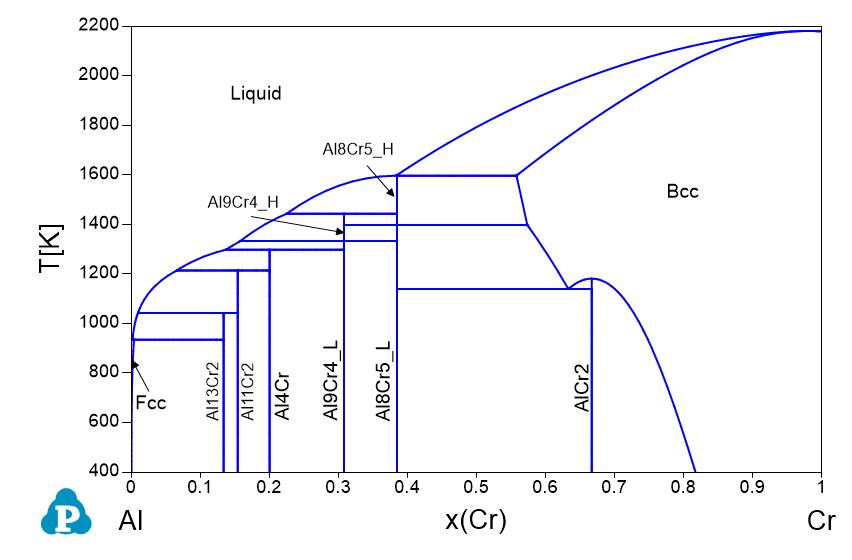 2200
2000
1800
1600
1400
1200
1000
800
600
400
T[K]
Liquid
Al8Cr5_H
Al9Cr4_H
Bcc
Fcc
Al13Cr2
Al11Cr2
Al4Cr
Al9Cr4_L
Al8Cr5_L
AlCr2
0 0.1 0.2 0.3 0.4 0.5 0.6 0.7 0.8 0.9 1
P
Al x(Cr) Cr